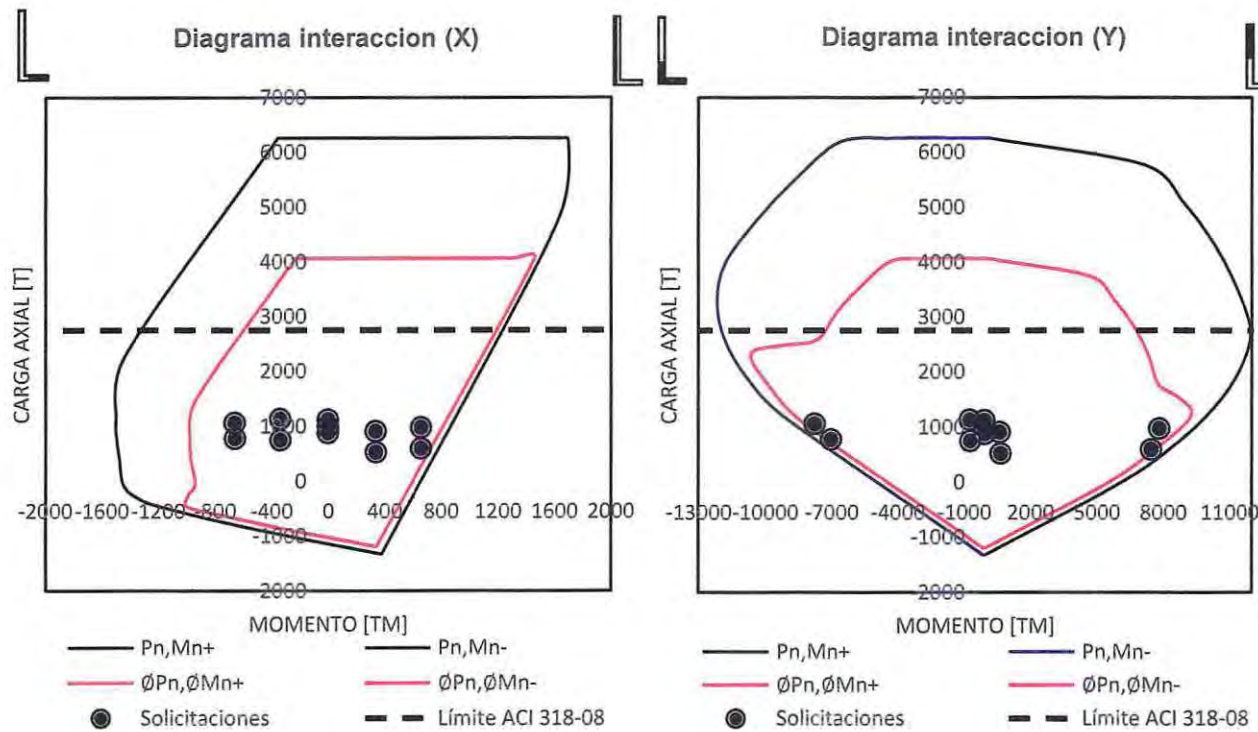 Diagrama interaccion (X)
7000
6000
5000
4000
3000
2000
1000
0
-2000 -1600 -1200 -800 -400 0 400 800 1200 1600 2000
-1000
-2000
CARGA AXIAL [T]
MOMENTO [TM]
Pn,Mn+ Pn,Mn-
ØPn,ØMn+ ØPn,ØMn-
Solicitaciones Límite ACI 318-08
Diagrama interaccion (Y)
7000
6000
5000
4000
3000
2000
1000
0
-13000 -10000 -7000 -4000 -1000 2000 5000 8000 11000
-1000
-2000
CARGA AXIAL [T]
MOMENTO [TM]
Pn,Mn+ Pn,Mn-
ØPn,ØMn+ ØPn,ØMn-
Solicitaciones Límite ACI 318-08